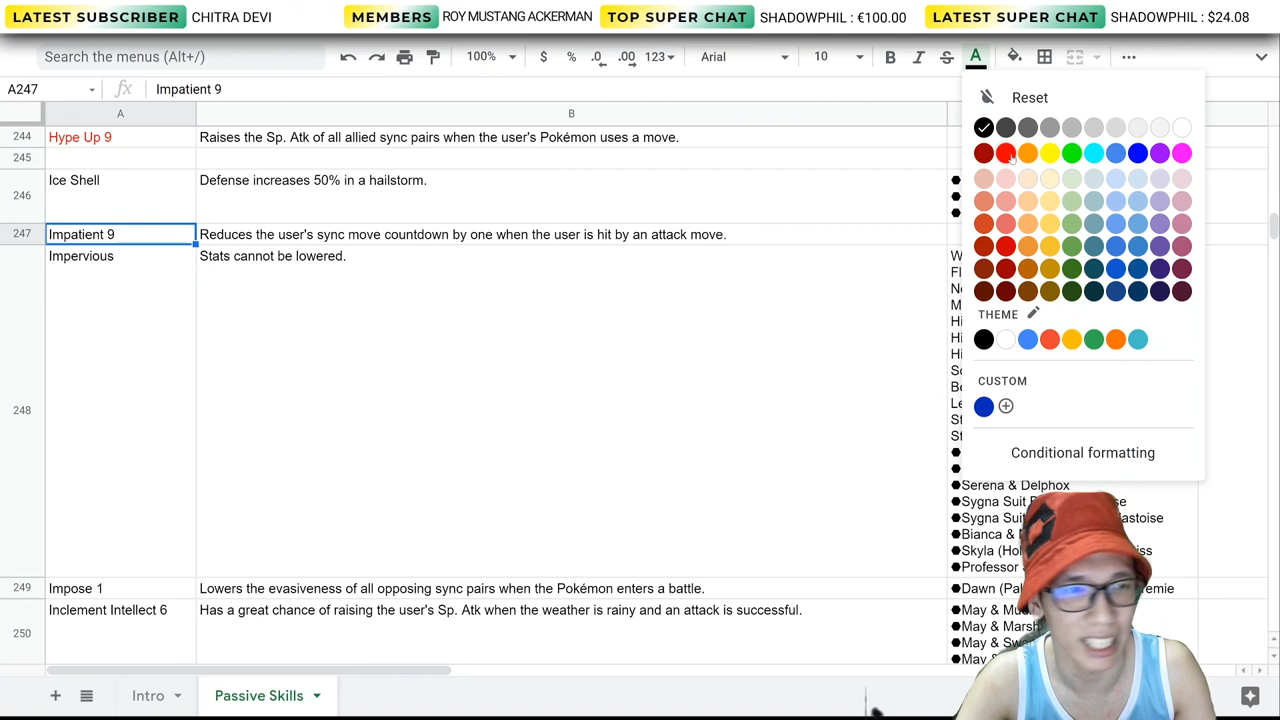 LATEST SUBSCRIBER CHITRA DEVI MEMBERS ROY MUSTANG ACKERMAN TOP SUPER CHAT SHADOWPHIL : €100.00 LATEST SUPER CHAT SHADOWPHIL : $24.08
Search the menus (Alt+/) 100% $ % .0 .00 123 Arial 10 B I S A
A247 fx Impatient 9
Reset
A B
244 Hype Up 9 Raises the Sp. Atk of all allied sync pairs when the user's Pokémon uses a move.
245
246 Ice Shell Defense increases 50% in a hailstorm.
247 Impatient 9 Reduces the user's sync move countdown by one when the user is hit by an attack move.
Impervious Stats cannot be lowered.
THEME
CUSTOM
248
Conditional formatting
Serena & Delphox
Sygna Suit
Sygna Suit
Bianca &
Skyla (Hol
Professor
249 Impose 1 Lowers the evasiveness of all opposing sync pairs when the Pokémon enters a battle. Dawn (Pal
Inclement Intellect 6 Has a great chance of raising the user's Sp. Atk when the weather is rainy and an attack is successful.
250
May &
May & Marsh
May & Swa
May &
+ Intro Passive Skills